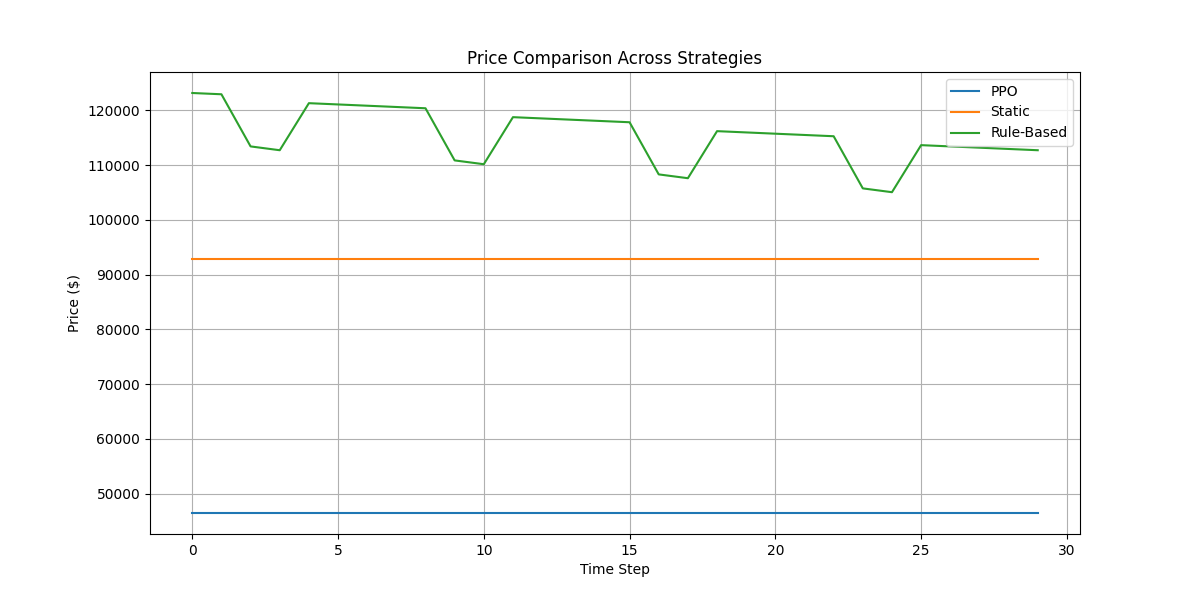 Price Comparison Across Strategies
PPO
Static
Rule-Based
Price ($)
120000
110000
100000
90000
80000
70000
60000
50000
0 5 10 15 20 25 30
Time Step